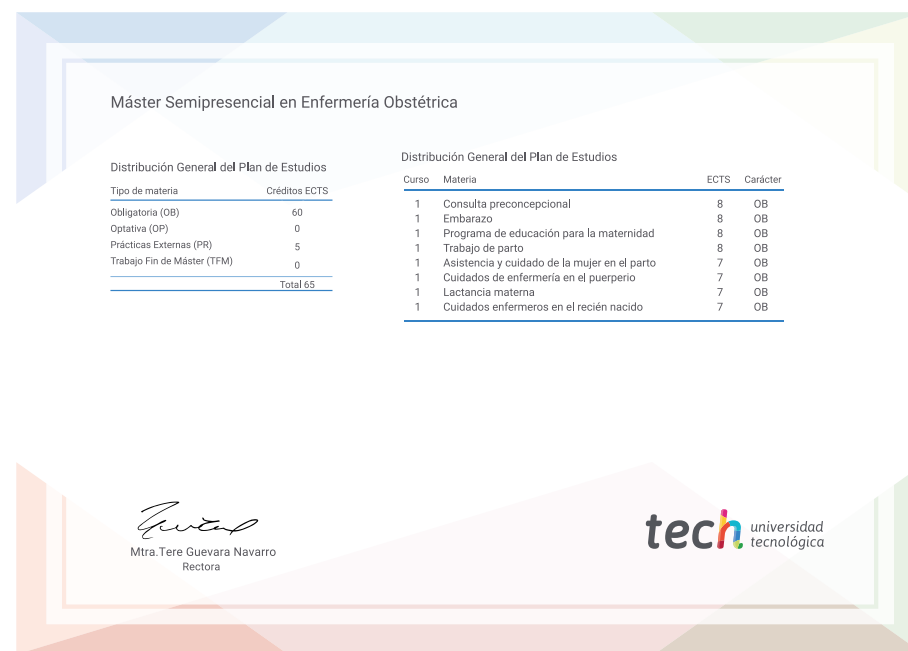 Máster Semipresencial en Enfermería Obstétrica
Distribución General del Plan de Estudios
Tipo de materia Créditos ECTS
Obligatoria (OB) 60
Optativa (OP) 0
Prácticas Externas (PR) 5
Trabajo Fin de Máster (TFM) 0
Total 65
Distribución General del Plan de Estudios
Curso Materia ECTS Carácter
1 Consulta preconcepcional 8 OB
1 Embarazo 8 OB
1 Programa de educación para la maternidad 8 OB
1 Trabajo de parto 8 OB
1 Asistencia y cuidado de la mujer en el parto 7 OB
1 Cuidados de enfermería en el puerperio 7 OB
1 Lactancia materna 7 OB
1 Cuidados enfermeros en el recién nacido 7 OB
Mtra.Tere Guevara Navarro
Rectora
tech universidad
tecnológica